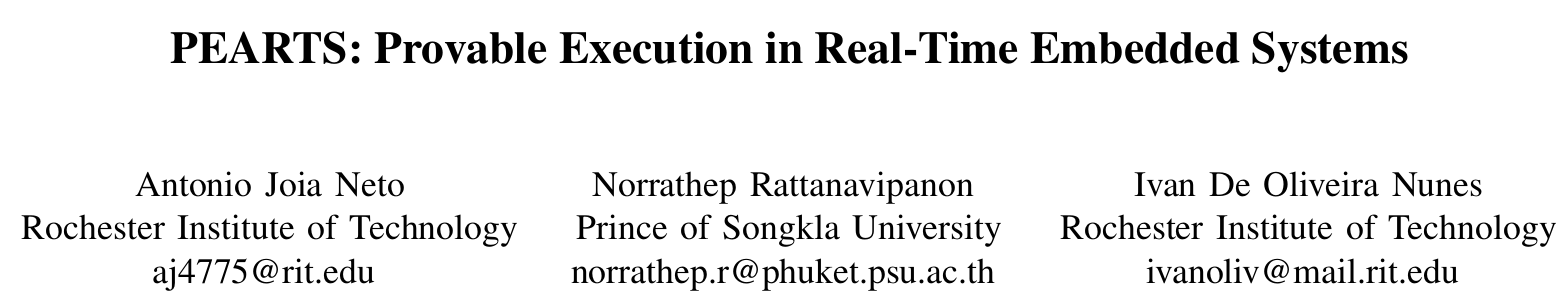 PEARTS: Provable Execution in Real-Time Embedded Systems
Antonio Joia Neto
Rochester Institute of Technology
aj4775@rit.edu
Norrathep Rattanavipanon
Prince of Songkla University
norrathep.r@phuket.psu.ac.th
Ivan De Oliveira Nunes
Rochester Institute of Technology
ivanoliv@mail.rit.edu